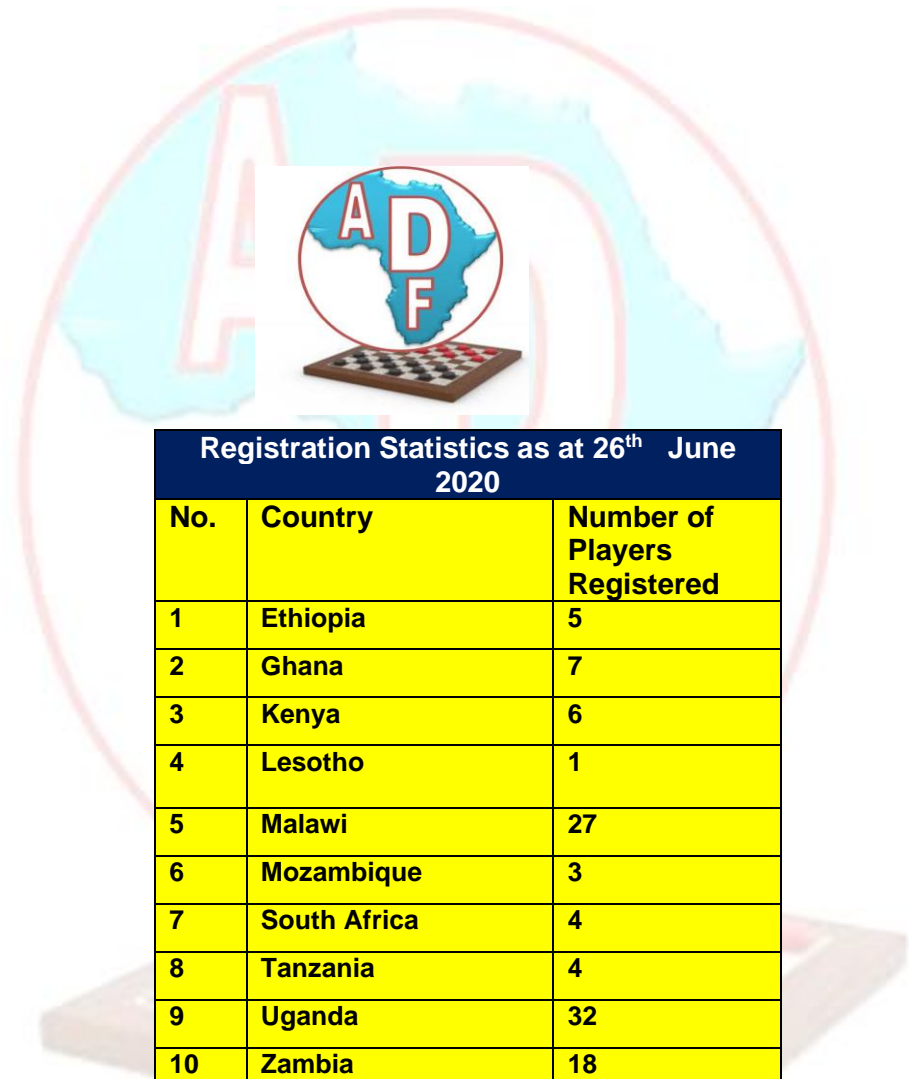 A D
F
Registration Statistics as at 26th June
2020
No. Country Number of
Players
Registered
1 Ethiopia 5
2 Ghana 7
3 Kenya 6
4 Lesotho 1
5 Malawi 27
6 Mozambique 3
7 South Africa 4
8 Tanzania 4
9 Uganda 32
10 Zambia 18